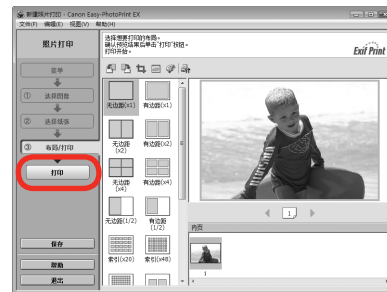 新建照片打印 - Canon Easy-PhotoPrint EX
文件(F) 编辑(E) 视图(V) 帮助(H)
照片打印
选择想要打印的布局。
确认预览结果后单击"打印"按钮。
打印开始。
Exif Print
菜单
① 选择图像
② 选择纸张
③ 布局/打印
打印
保存
帮助
退出
无边距(x1) 有边距(x1)
无边距(x2) 有边距(x2)
无边距(x4) 有边距(x4)
无边距(1/2) 有边距(1/2)
索引(x20) 索引(x48)
1
内页
1